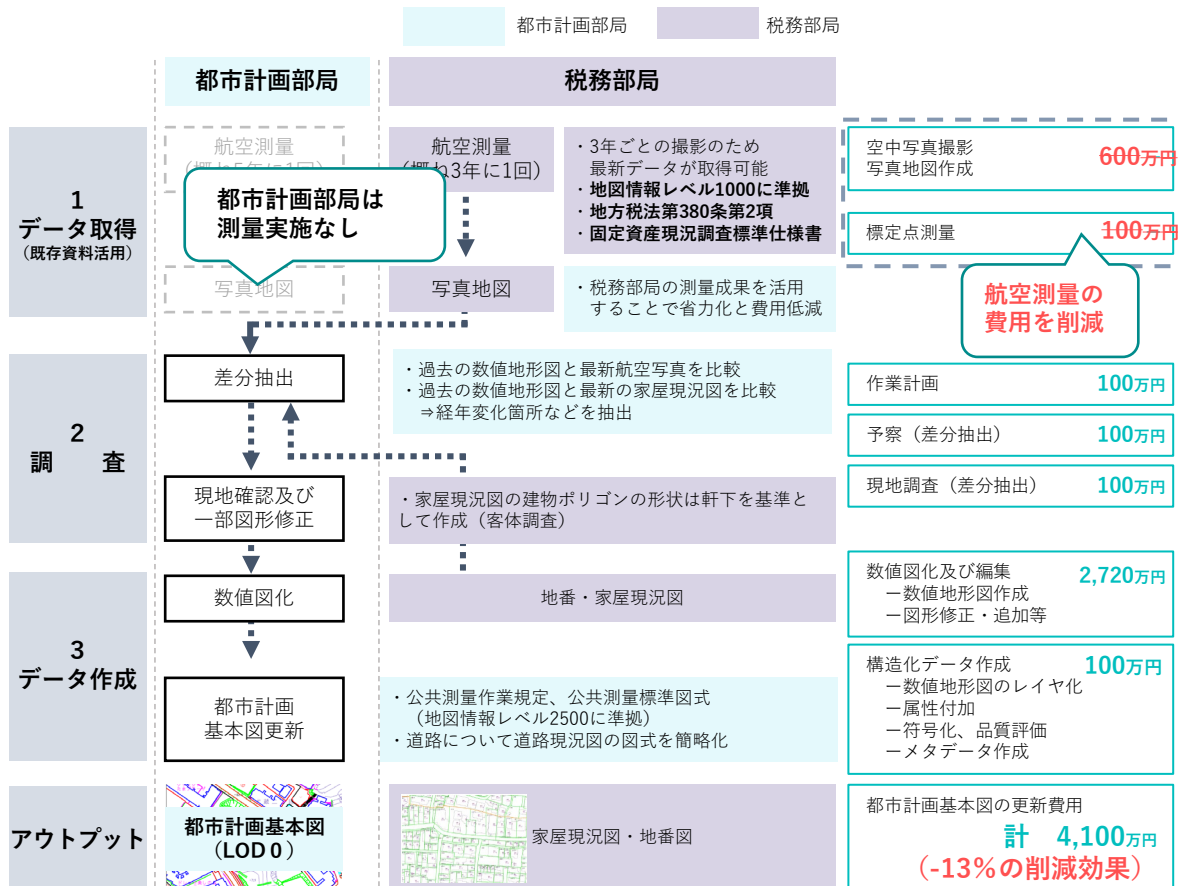 都市計画部局
税務部局
都市計画部局
税務部局
1
データ取得
（既存資料活用）
航空測量
写真地図
都市計画部局は
測量実施なし
航空測量
（概ね3年に1回）
写真地図
・3年ごとの撮影のため
最新データが取得可能
・地図情報レベル1000に準拠
・地方税法第380条第2項
・固定資産現況調査標準仕様書
・税務部局の測量成果を活用
することで省力化と費用低減
空中写真撮影
写真地図作成
600万円
標定点測量
100万円
航空測量の
費用を削減
2
調　査
差分抽出
・過去の数値地形図と最新航空写真を比較
・過去の数値地形図と最新の家屋現況図を比較
⇒経年変化箇所などを抽出
現地確認及び
一部図形修正
・家屋現況図の建物ポリゴンの形状は軒下を基準と
して作成（客体調査）
作業計画
100万円
予察（差分抽出）
100万円
現地調査（差分抽出）
100万円
3
データ作成
数値図化
地番・家屋現況図
都市計画
基本図更新
・公共測量作業規定、公共測量標準図式
（地図情報レベル2500に準拠）
・道路について道路現況図の図式を簡略化
数値図化及び編集
2,720万円
ー数値地形図作成
ー図形修正・追加等
構造化データ作成
100万円
ー数値地形図のレイヤ化
ー属性付加
ー符号化、品質評価
ーメタデータ作成
アウトプット
都市計画基本図
（LOD 0 ）
家屋現況図・地番図
都市計画基本図の更新費用
計　4,100万円
（-13％の削減効果）